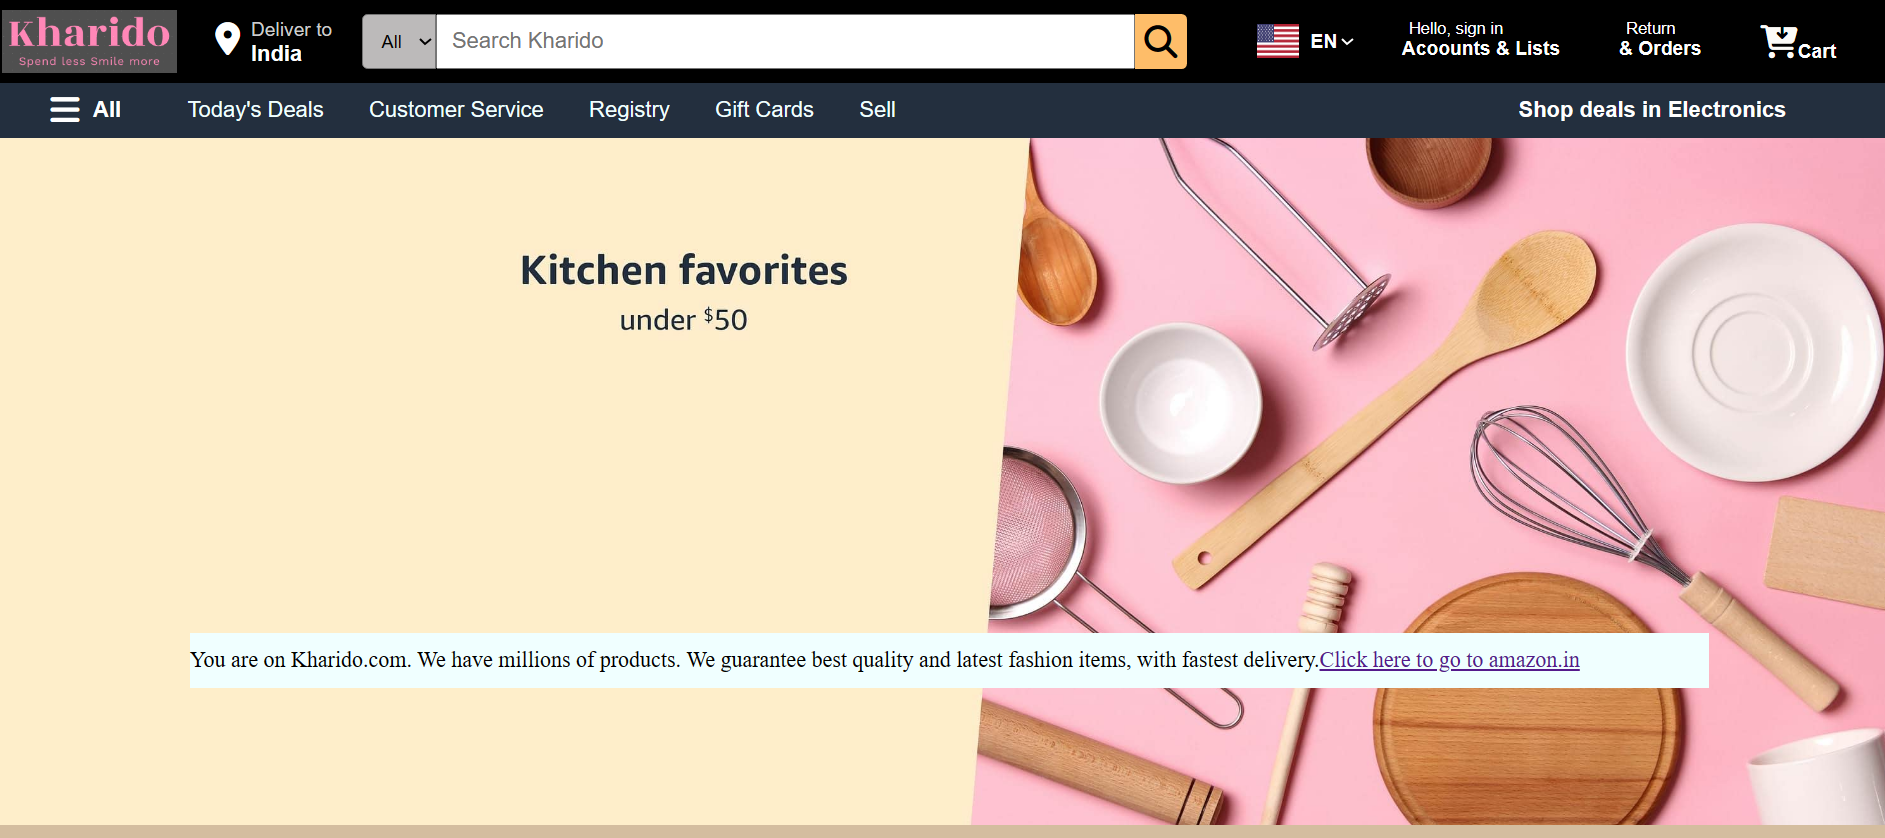 Kharido
Spend less Smile more
Deliver to
India
All
Search Kharido
EN
Hello, sign in
Acoounts & Lists
Return
& Orders
Cart
All
Today's Deals
Customer Service
Registry
Gift Cards
Sell
Shop deals in Electronics
Kitchen favorites
under $50
You are on Kharido.com. We have millions of products. We guarantee best quality and latest fashion items, with fastest delivery.Click here to go to amazon.in